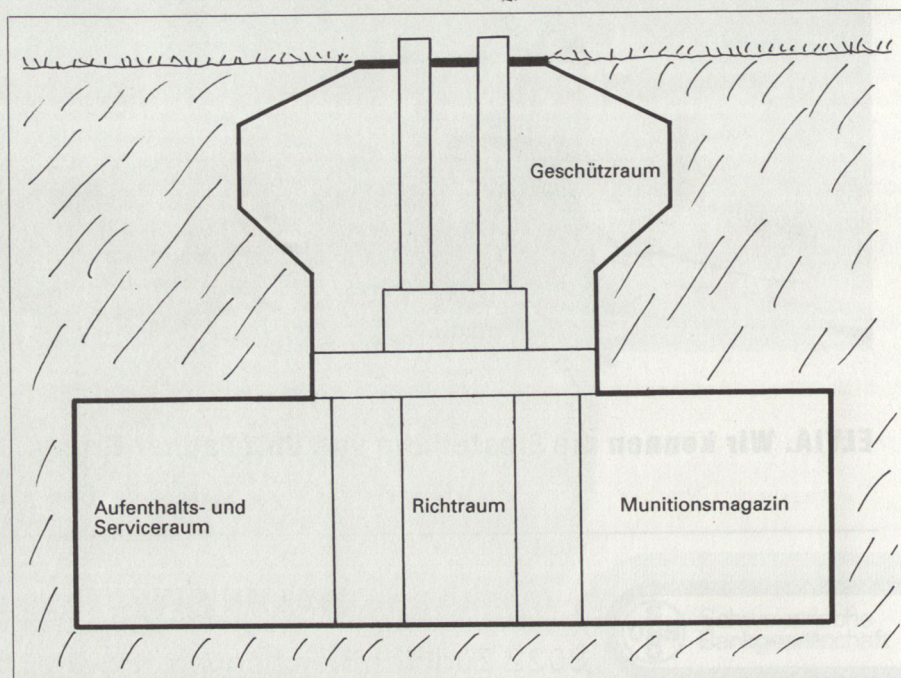 Geschützraum
Aufenthalts- und
Serviceraum
Richtraum
Munitionsmagazin